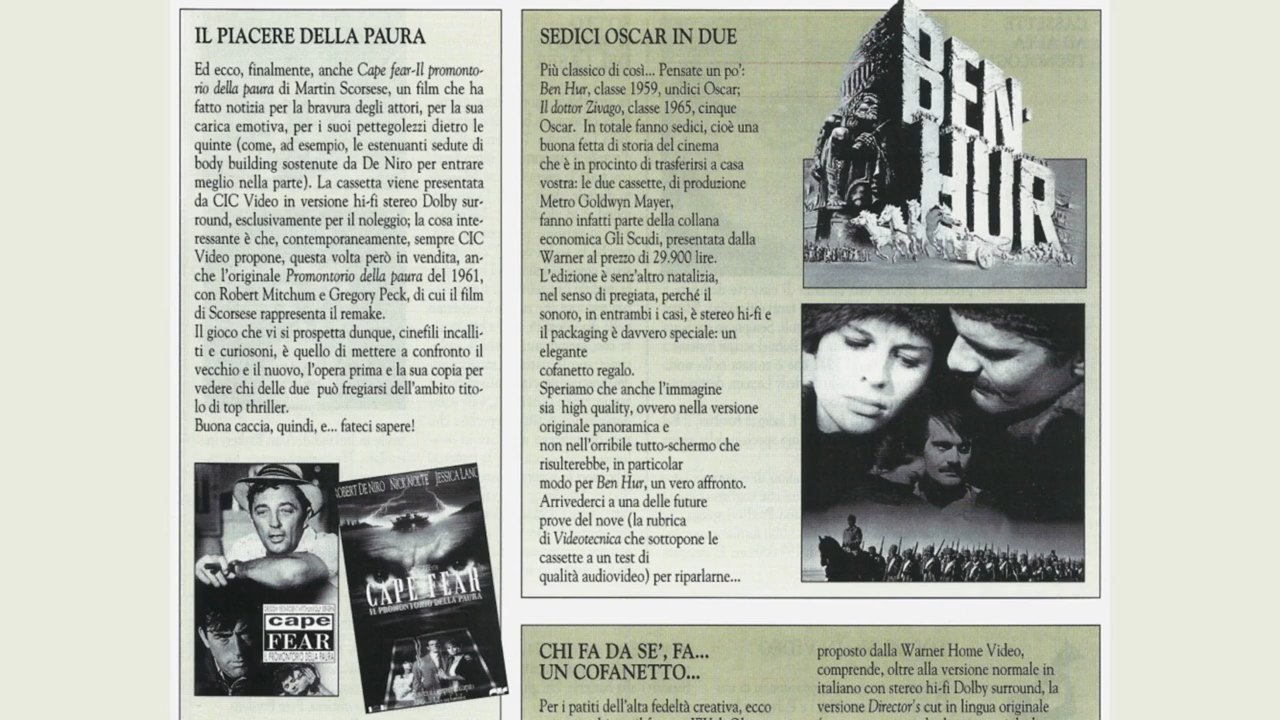 IL PIACERE DELLA PAURA
Ed ecco, finalmente, anche Cape fear-Il promonto-
rio della paura di Martin Scorsese, un film che ha
fatto notizia per la bravura degli attori, per la sua
carica emotiva, per i suoi pettegolezzi dietro le
quinte (come, ad esempio, le estenuanti sedute di
body building sostenute da De Niro per entrare
meglio nella parte). La cassetta viene presentata
da CIC Video in versione hi-fi stereo Dolby sur-
round, esclusivamente per il noleggio; la cosa inte-
ressante è che, contemporaneamente, sempre CIC
Video propone, questa volta però in vendita, an-
che l'originale Promontorio della paura del 1961,
con Robert Mitchum e Gregory Peck, di cui il film
di Scorsese rappresenta il remake.
Il gioco che vi si prospetta dunque, cinefili incalli-
ti e curiosoni, è quello di mettere a confronto il
vecchio e il nuovo, l'opera prima e la sua copia per
vedere chi delle due può fregiarsi dell'ambito tito-
lo di top thriller.
Buona caccia, quindi, e... fateci sapere!
cape
FEAR
IL PROMONTORIO DELLA PAURA
ROBERT DE NIRO NICK NOLTE JESSICA LANG
CAPE FEAR
IL PROMONTORIO DELLA PAURA
SEDICI OSCAR IN DUE
Più classico di così... Pensate un po':
Ben Hur, classe 1959, undici Oscar;
Il dottor Zivago, classe 1965, cinque
Oscar. In totale fanno sedici, cioè una
buona fetta di storia del cinema
che è in procinto di trasferirsi a casa
vostra: le due cassette, di produzione
Metro Goldwyn Mayer,
fanno infatti parte della collana
economica Gli Scudi, presentata dalla
Warner al prezzo di 29.900 lire.
L'edizione è senz'altro natalizia,
nel senso di pregiata, perché il
sonoro, in entrambi i casi, è stereo hi-fi e
il packaging è davvero speciale: un
elegante
cofanetto regalo.
Speriamo che anche l'immagine
sia high quality, ovvero nella versione
originale panoramica e
non nell'orribile tutto-schermo che
risulterebbe, in particolar
modo per Ben Hur, un vero affronto.
Arrivederci a una delle future
prove del nove (la rubrica
di Videotecnica che sottopone le
cassette a un test di
qualità audiovideo) per riparlarne...
BEN-
HUR
CHI FA DA SE', FA...
UN COFANETTO...
Per i patiti dell'alta fedeltà creativa, ecco
proposto dalla Warner Home Video,
comprende, oltre alla versione normale in
italiano con stereo hi-fi Dolby surround, la
versione Director's cut in lingua originale